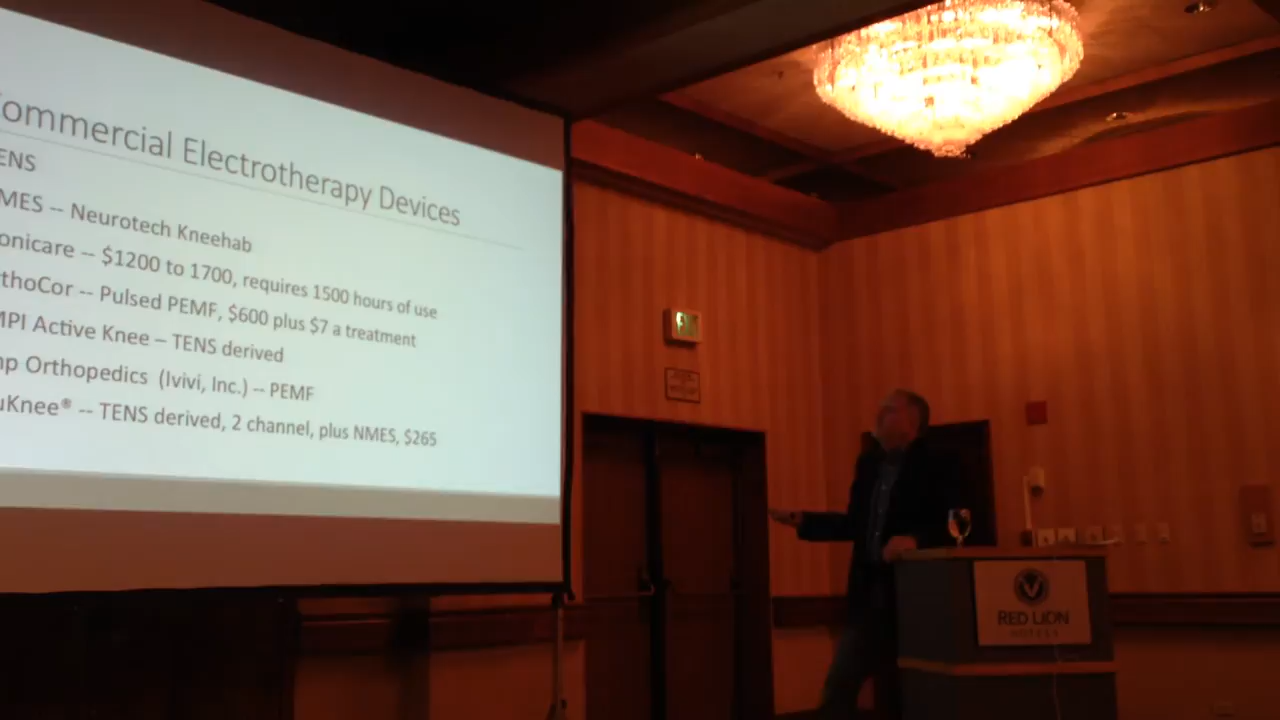 ommercial Electrotherapy Devices
ENS
MES -- Neurotech Kneehab
onicare -- $1200 to 1700, requires 1500 hours of use
thoCor -- Pulsed PEMF, $600 plus $7 a treatment
MPI Active Knee – TENS derived
mp Orthopedics (Ivivi, Inc.) -- PEMF
uKnee® -- TENS derived, 2 channel, plus NMES, $265
RED LION
HOTELS